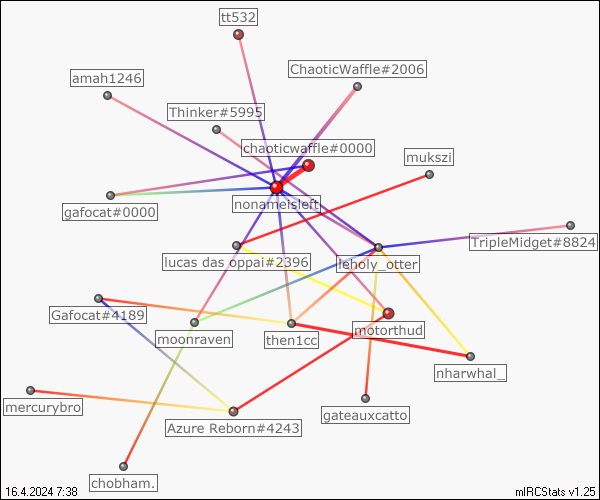 tt532
ChaoticWaffle#2006
amah1246
Thinker#5995
chaoticwaffle#0000
mukszi
nonameisleft
gafocat#0000
TripleMidget#8824
lucas das oppai#2396
leholy_otter
Gafocat#4189
motorthud
moonraven
then1cc
nharwhal_
mercurybro
gateauxcatto
Azure Reborn#4243
chobham.
16.4.2024 7:38
mIRCStats v1.25